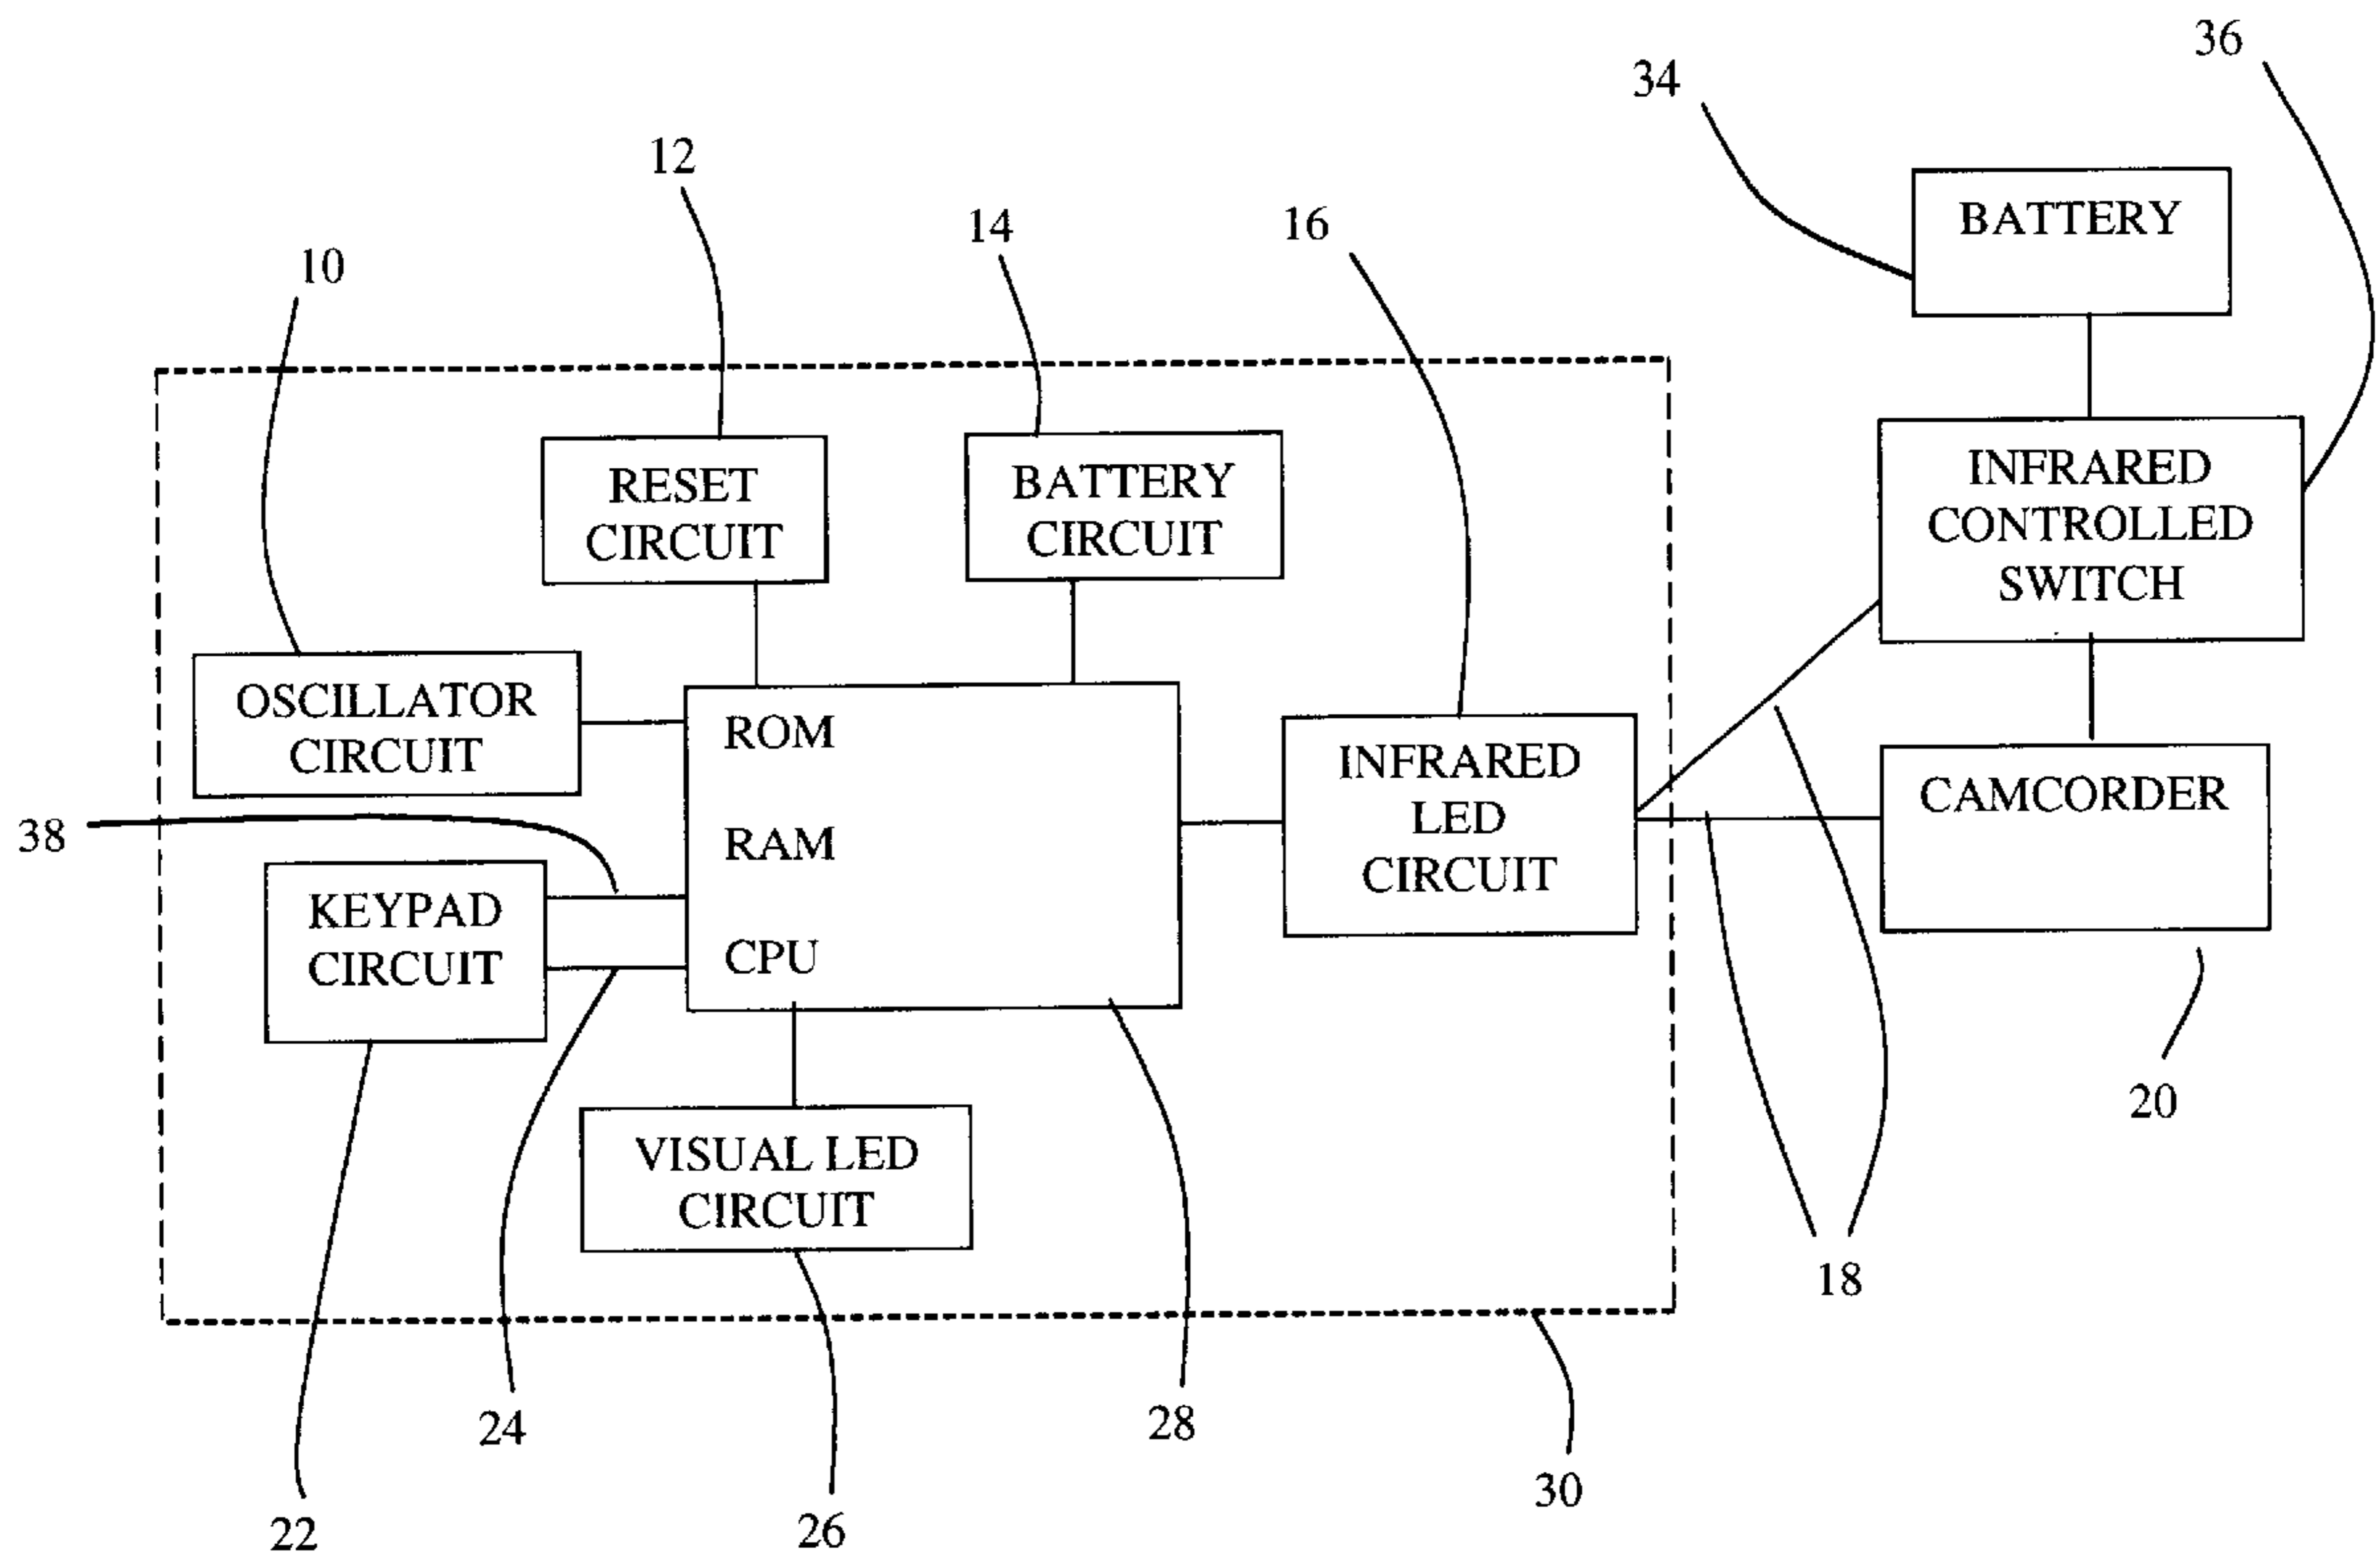 36
34
12
BATTERY
14
16
10
RESET
CIRCUIT
BATTERY
CIRCUIT
INFRARED
CONTROLLED
SWITCH
OSCILLATOR
CIRCUIT
ROM
INFRARED
LED
CIRCUIT
CAMCORDER
38
RAM
KEYPAD
CIRCUIT
CPU
20
VISUAL LED
CIRCUIT
18
24
28
30
22
26